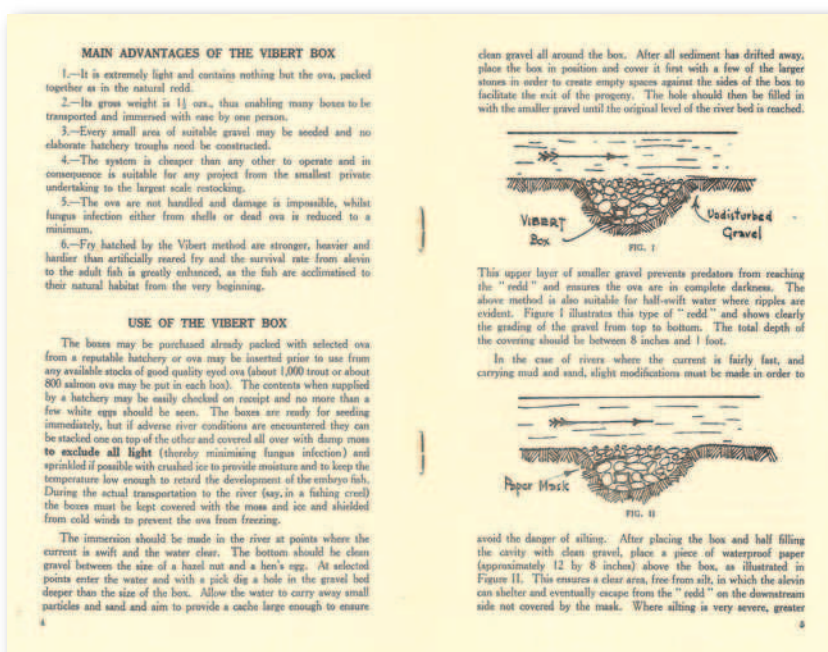 MAIN ADVANTAGES OF THE VIBERT BOX
1.—It is extremely light and contains nothing but the ova, packed
together as in the natural redd.
2.—Its gross weight is 1½ ozs., thus enabling many boxes to be
transported and immersed with ease by one person.
3.—Every small area of suitable gravel may be seeded and no
elaborate hatchery troughs need be constructed.
4.—The system is cheaper than any other to operate and in
consequence is suitable for any project from the smallest private
undertaking to the largest scale restocking.
5.—The ova are not handled and damage is impossible, whilst
fungus infection either from shells or dead ova is reduced to a
minimum.
6.—Fry hatched by the Vibert method are stronger, heavier and
hardier than artificially reared fry and the survival rate from alevin
to the adult fish is greatly enhanced, as the fish are acclimatised to
their natural habitat from the very beginning.
USE OF THE VIBERT BOX
The boxes may be purchased already packed with selected ova
from a reputable hatchery or ova may be inserted prior to use from
any available stocks of good quality eyed ova (about 1,000 trout or about
800 salmon ova may be put in each box). The contents when supplied
by a hatchery may be easily checked on receipt and no more than a
few white eggs should be seen. The boxes are ready for seeding
immediately, but if adverse river conditions are encountered they can
be stacked one on top of the other and covered all over with damp moss
to exclude all light (thereby minimising fungus infection) and
sprinkled if possible with crushed ice to provide moisture and to keep the
temperature low enough to retard the development of the embryo fish.
During the actual transportation to the river (say, in a fishing creel)
the boxes must be kept covered with the moss and ice and shielded
from cold winds to prevent the ova from freezing.
The immersion should be made in the river at points where the
current is swift and the water clear. The bottom should be clean
gravel between the size of a hazel nut and a hen's egg. At selected
points enter the water and with a pick dig a hole in the gravel bed
deeper than the size of the box. Allow the water to carry away small
particles and sand and aim to provide a cache large enough to ensure
4
clean gravel all around the box. After all sediment has drifted away,
place the box in position and cover it first with a few of the larger
stones in order to create empty spaces against the sides of the box to
facilitate the exit of the progeny. The hole should then be filled in
with the smaller gravel until the original level of the river bed is reached.
VIBERT
Box
Undisturbed
Gravel
FIG. I
This upper layer of smaller gravel prevents predators from reaching
the "redd" and ensures the ova are in complete darkness. The
above method is also suitable for half-swift water where ripples are
evident. Figure I illustrates this type of "redd" and shows clearly
the grading of the gravel from top to bottom. The total depth of
the covering should be between 8 inches and 1 foot.
In the case of rivers where the current is fairly fast, and
carrying mud and sand, slight modifications must be made in order to
Paper Mask
FIG. II
avoid the danger of silting. After placing the box and half filling
the cavity with clean gravel, place a piece of waterproof paper
(approximately 12 by 8 inches) above the box, as illustrated in
Figure II. This ensures a clear area, free from silt, in which the alevin
can shelter and eventually escape from the "redd" on the downstream
side not covered by the mask. Where silting is very severe, greater
5